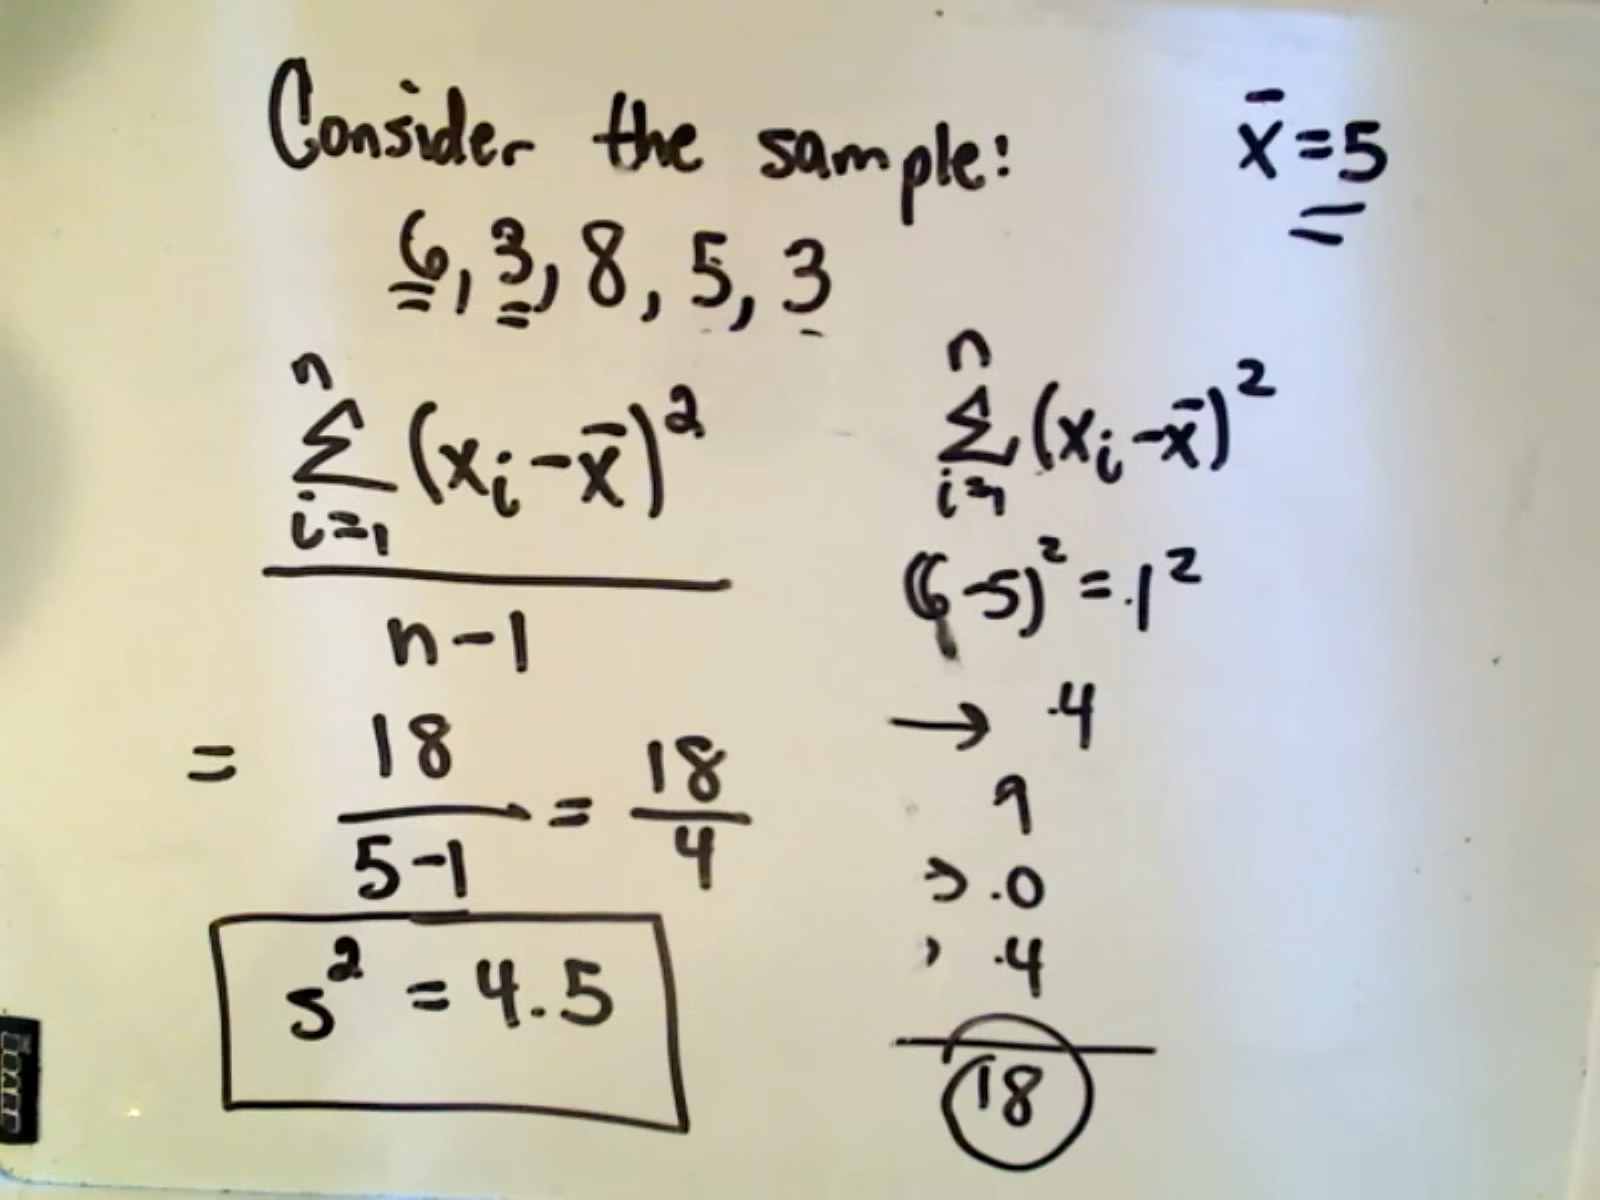 Consider the sample:
x̄ = 5
6, 3, 8, 5, 3
n
Σ (xᵢ - x̄)²
i=1
n-1
= 18
5-1
= 18
4
s² = 4.5
n
Σ (xᵢ - x̄)²
i=1
(6-5)² = 1²
→ 4
9
→ 0
4
18